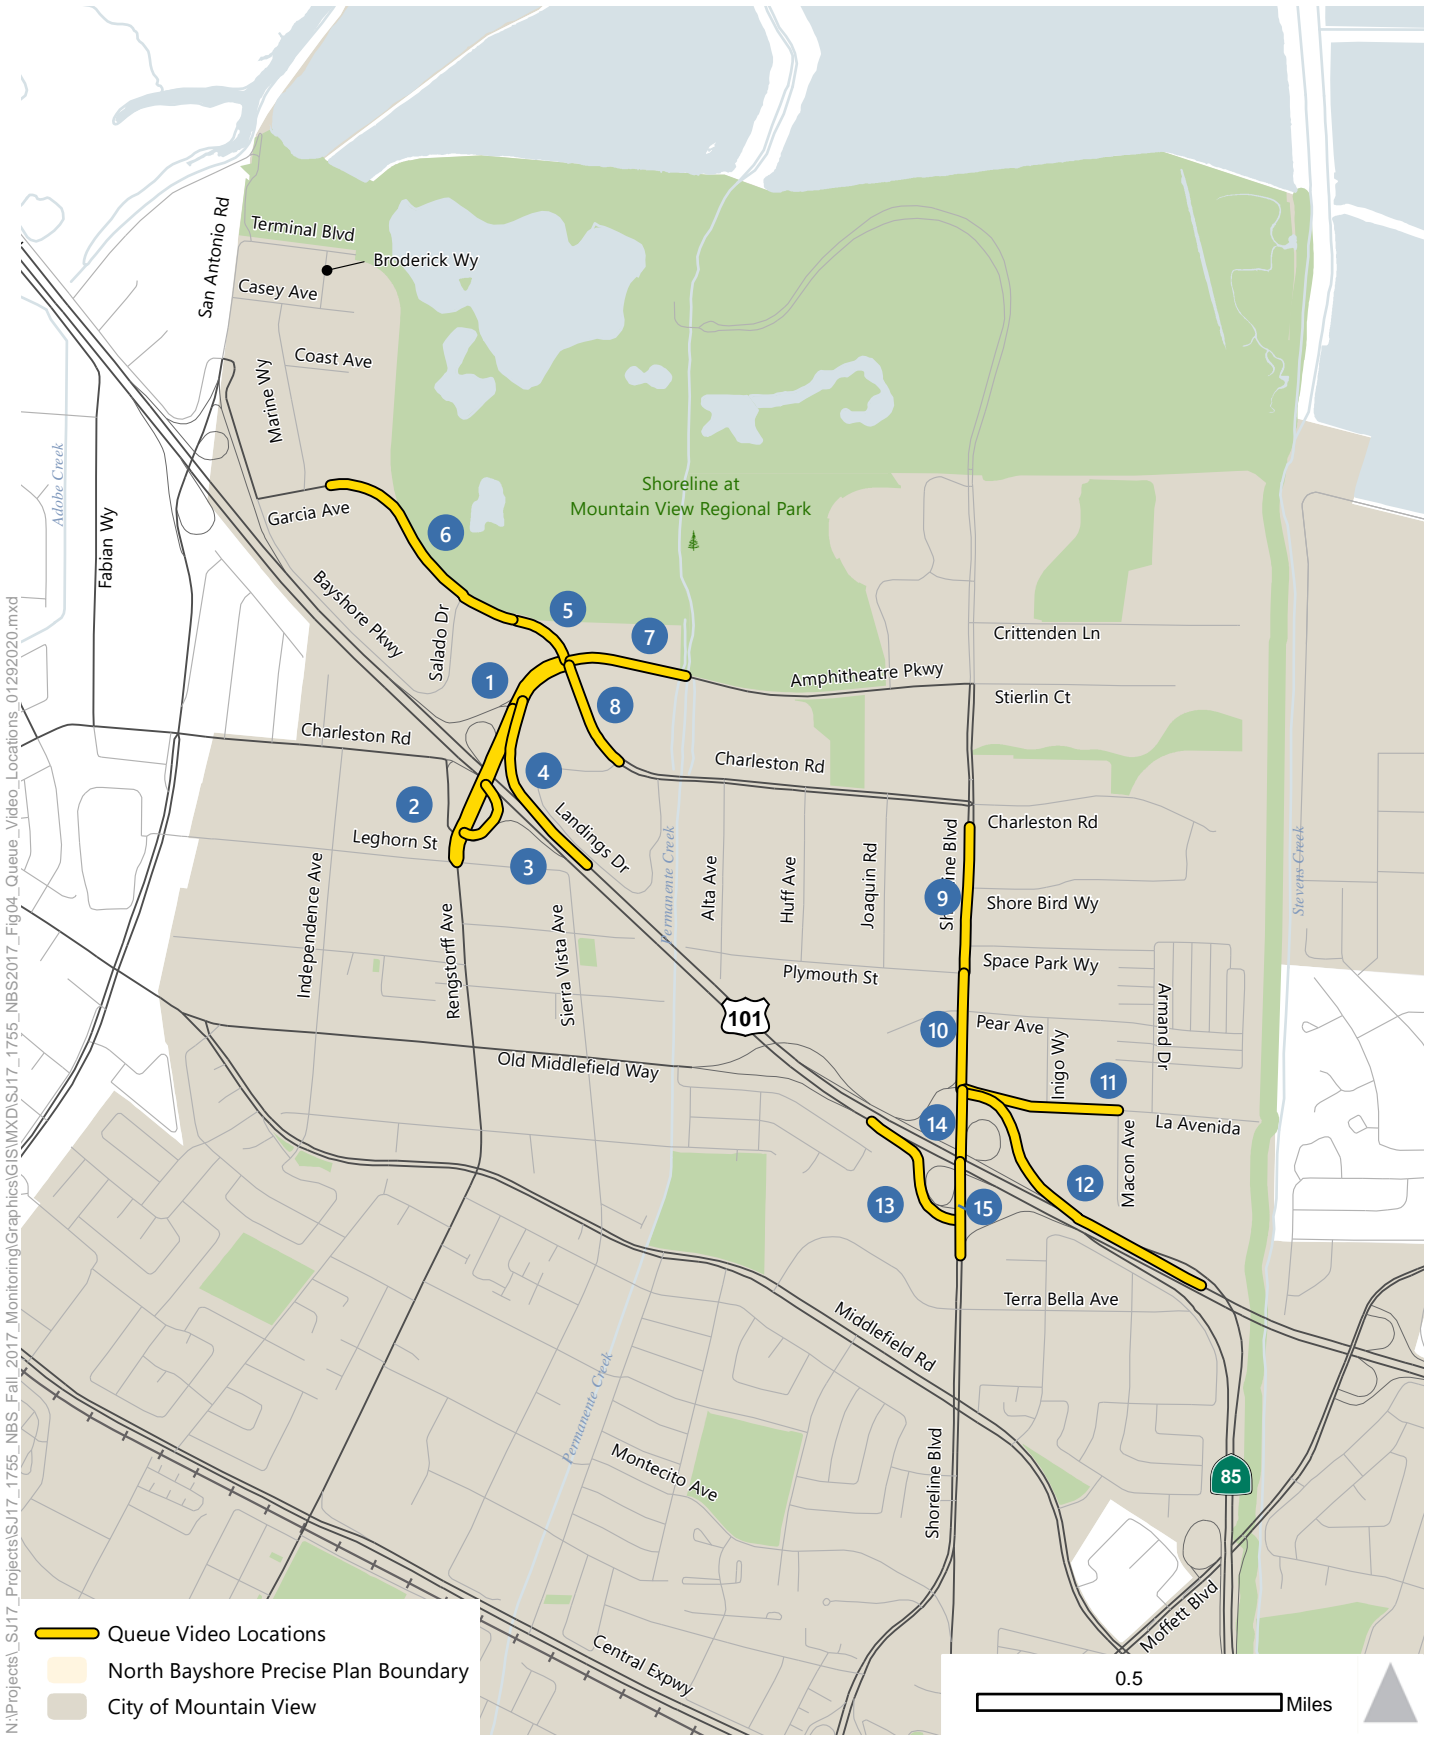 San Antonio Rd
Terminal Blvd
Broderick Wy
Casey Ave
Coast Ave
Marine Wy
Adobe Creek
Fabian Wy
Garcia Ave
6
Shoreline at
Mountain View Regional Park
Bayshore Pkwy
Salado Dr
5
7
1
8
Amphitheatre Pkwy
Crittenden Ln
Stierlin Ct
Charleston Rd
4
Charleston Rd
2
Leghorn St
3
Landings Dr
Permanente Creek
Charleston Rd
Shoreline Blvd
9
Shore Bird Wy
Stevens Creek
Independence Ave
Rengstorff Ave
Sierra Vista Ave
Alta Ave
Huff Ave
Joaquin Rd
Plymouth St
Space Park Wy
101
10
Pear Ave
Inigo Wy
Armand Dr
Old Middlefield Way
11
14
La Avenida
Macon Ave
13
15
12
Terra Bella Ave
Middlefield Rd
Permanente Creek
Montecito Ave
Shoreline Blvd
85
Moffett Blvd
Central Expwy
Queue Video Locations
North Bayshore Precise Plan Boundary
City of Mountain View
0.5
Miles
N:\Projects\_SJ17_Projects\SJ17_1755_NBS_Fall_2017_Monitoring\Graphics\GIS\MXD\SJ17_1755_NBS2017_Fig04_Queue_Video_Locations_01292020.mxd